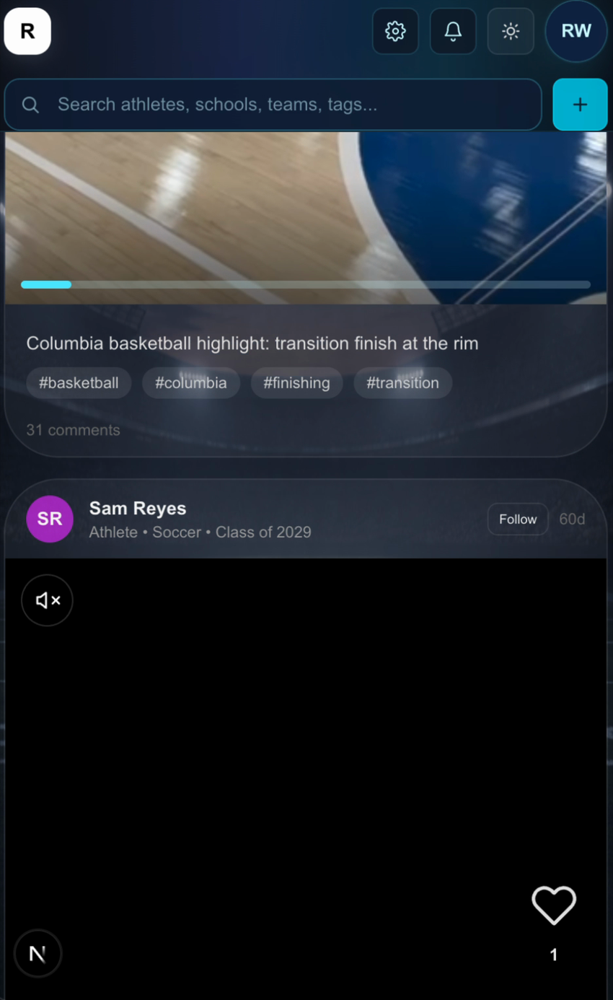 R
RW
Search athletes, schools, teams, tags...
+
Columbia basketball highlight: transition finish at the rim
#basketball #columbia #finishing #transition
31 comments
SR
Sam Reyes
Athlete • Soccer • Class of 2029
Follow 60d
1
N